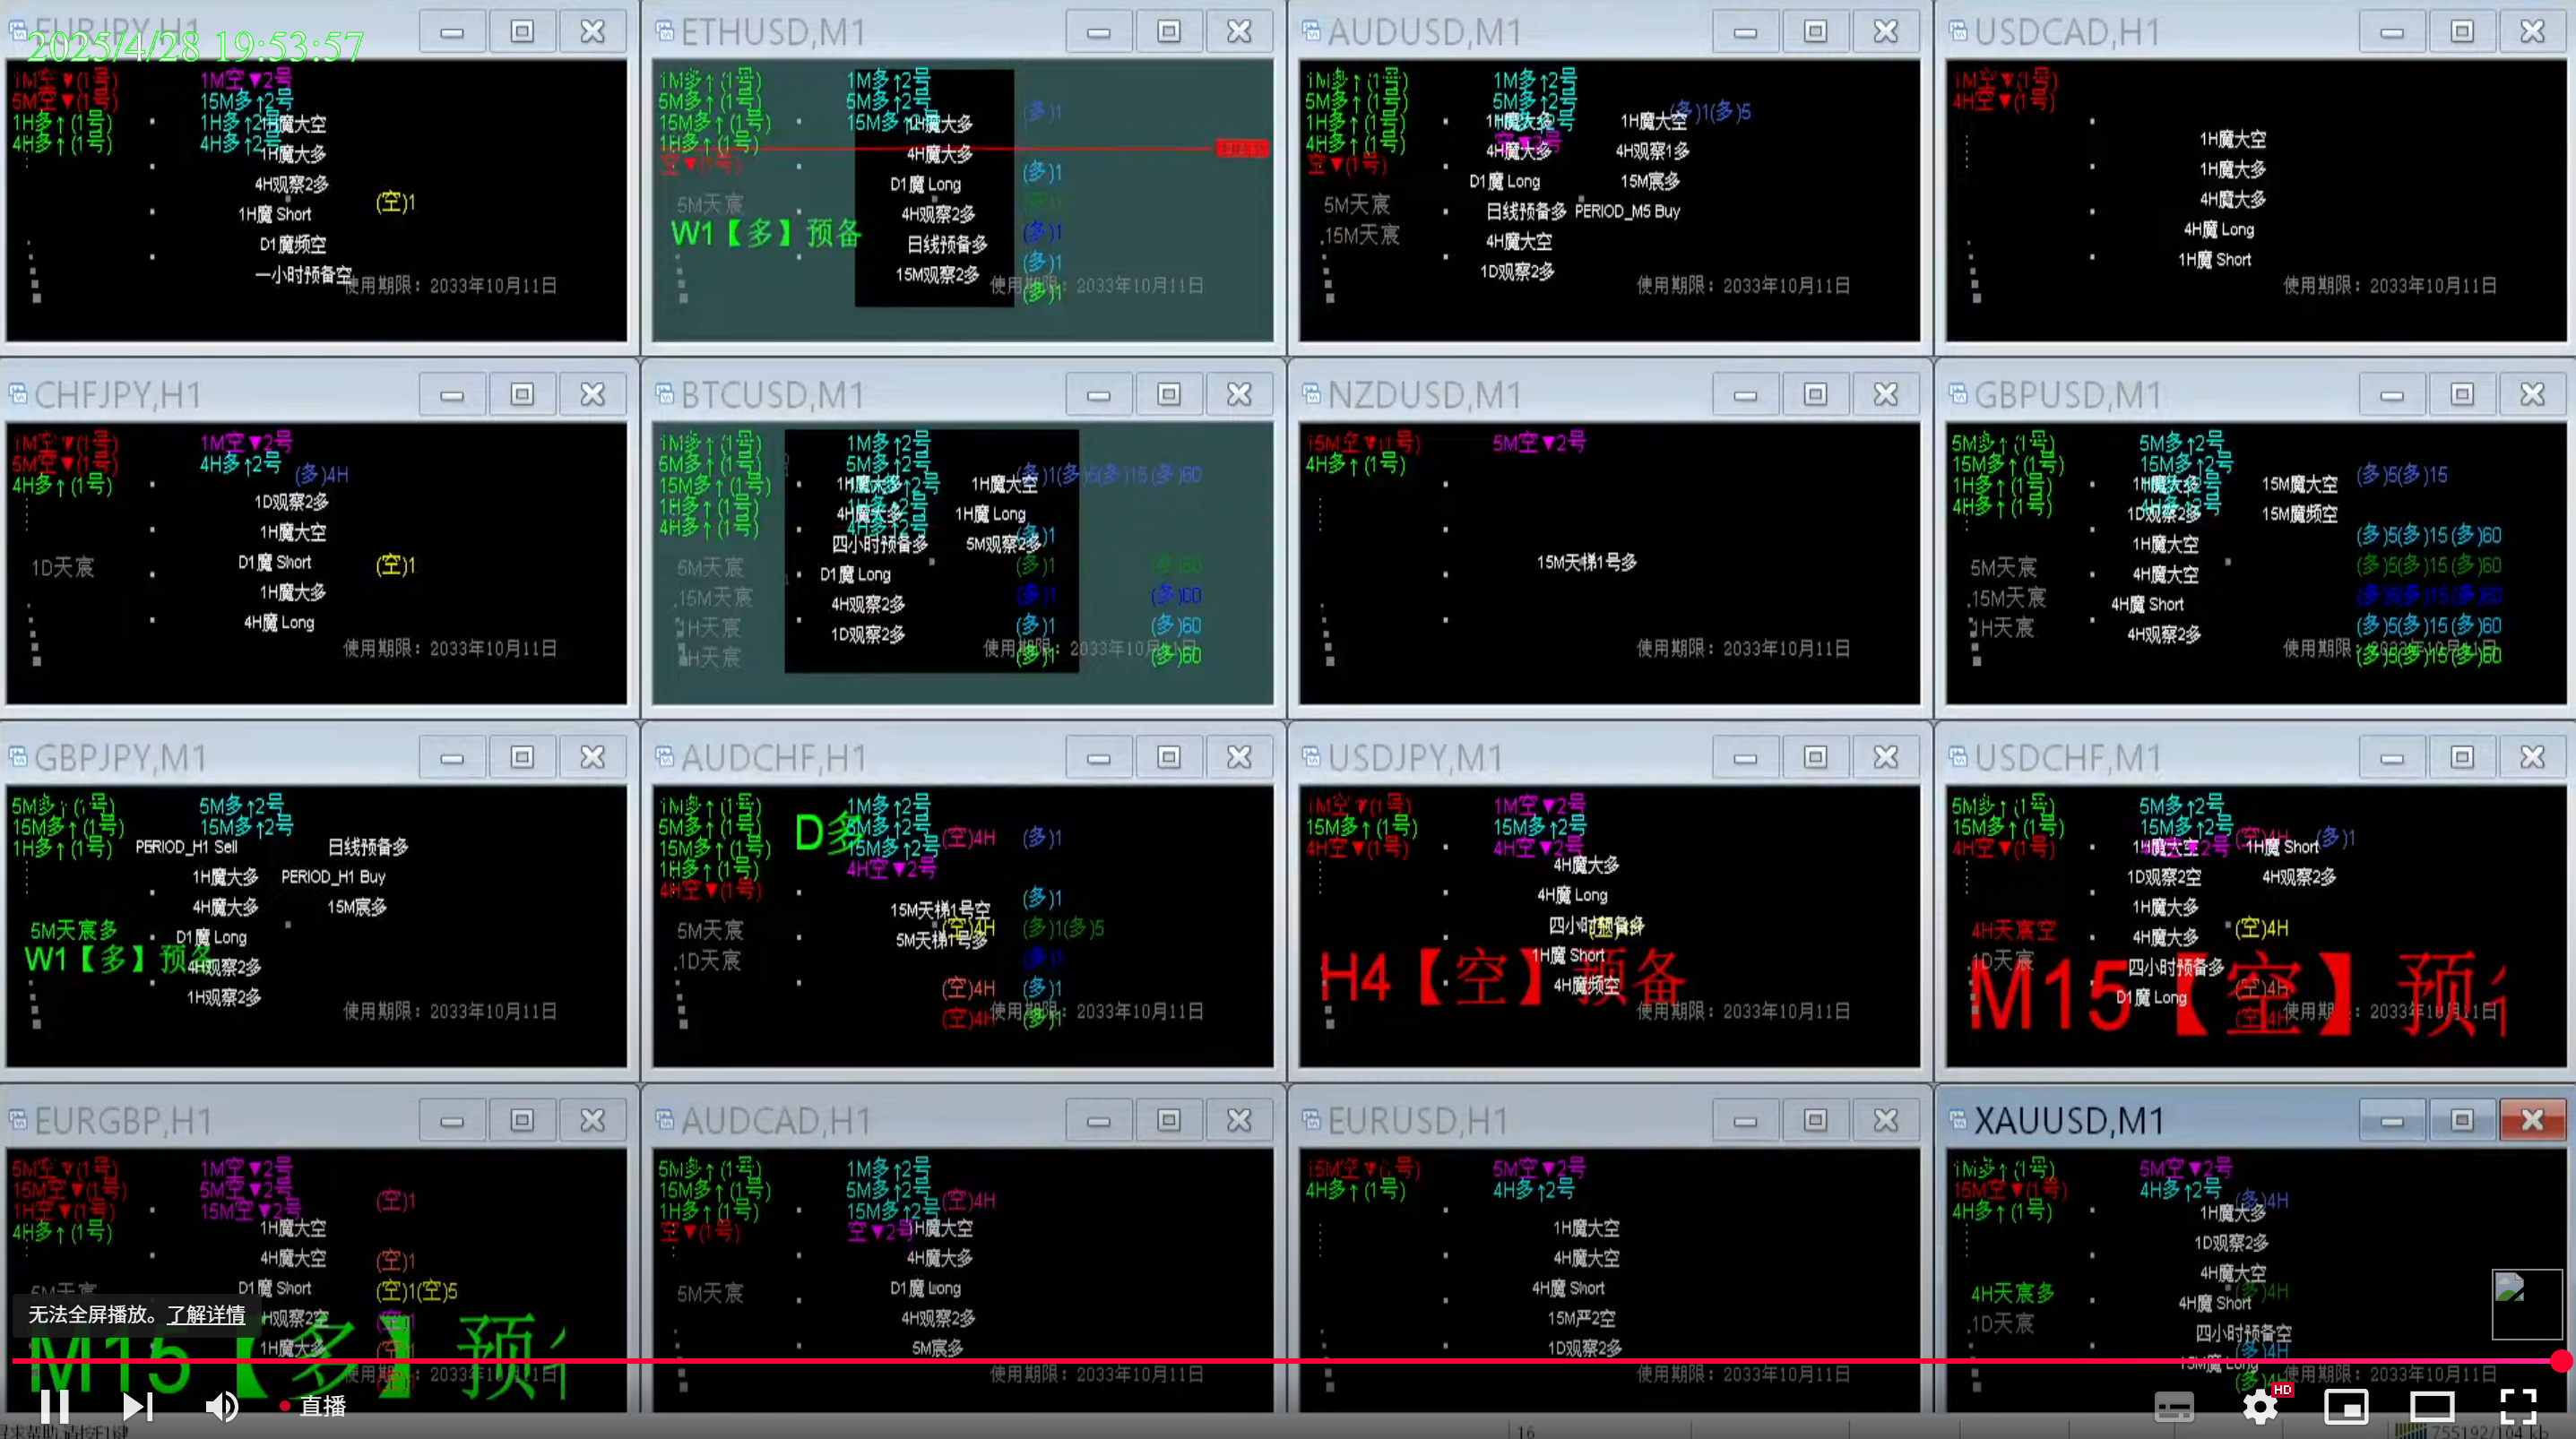 EURJPY,H1
2025/4/28 19:53:57
1M空▼(1号)
5M空▼(1号)
1H多↑(1号)
4H多↑(1号)
1M空▼2号
15M多↑2号
1H多↑2号
4H多↑2号
1H魔大空
1H魔大多
4H观察2多
1H魔 Short
D1魔频空
一小时预备空
(空)1
使用期限：2033年10月11日
ETHUSD,M1
1M多↑(1号)
5M多↑(1号)
15M多↑(1号)
1H多↑(1号)
空▼(1号)
1M多↑2号
5M多↑2号
15M多↑2号
5M天宸
W1【多】预备
1H魔大多
4H魔大多
D1魔 Long
4H观察2多
日线预备多
15M观察2多
(多)1
(多)1
(多)1
(多)1
(多)1
使用期限：2033年10月11日
AUDUSD,M1
1M多↑(1号)
5M多↑(1号)
1H多↑(1号)
4H多↑(1号)
空▼(1号)
1M多↑2号
5M多↑2号
空▼2号
5M天宸
15M天宸
1H魔大多
4H魔大多
D1魔 Long
日线预备多
4H魔大空
1D观察2多
1H魔大空
4H观察1多
15M宸多
PERIOD_M5 Buy
(多)1(多)5
使用期限：2033年10月11日
USDCAD,H1
1M空▼(1号)
4H空▼(1号)
1H魔大空
1H魔大多
4H魔大多
4H魔 Long
1H魔 Short
使用期限：2033年10月11日
CHFJPY,H1
1M空▼(1号)
5M空▼(1号)
4H多↑(1号)
1M空▼2号
4H多↑2号
(多)4H
1D天宸
1D观察2多
1H魔大空
D1魔 Short
1H魔大多
4H魔 Long
(空)1
使用期限：2033年10月11日
BTCUSD,M1
1M多↑(1号)
5M多↑(1号)
15M多↑(1号)
1H多↑(1号)
4H多↑(1号)
1M多↑2号
5M多↑2号
15M多↑2号
1H多↑2号
4H多↑2号
5M天宸
15M天宸
1H天宸
H天宸
1H魔大多
4H魔大多
四小时预备多
D1魔 Long
4H观察2多
1D观察2多
1H魔大空
1H魔 Long
5M观察2多
(多)1(多)5(多)15(多)60
(多)1
(多)1 (多)60
(多)1 (多)60
(多)1 (多)60
(多)1 (多)60
使用期限：2033年10月11日
NZDUSD,M1
15M空▼(1号)
4H多↑(1号)
5M空▼2号
15M天梯1号多
使用期限：2033年10月11日
GBPUSD,M1
5M多↑(1号)
15M多↑(1号)
1H多↑(1号)
4H多↑(1号)
5M多↑2号
15M多↑2号
4H多↑2号
5M天宸
15M天宸
1H天宸
1H魔大多
1D观察2多
1H魔大空
4H魔大空
4H魔 Short
4H观察2多
15M魔大空
15M魔频空
(多)5(多)15
(多)5(多)15(多)60
(多)5(多)15(多)60
(多)5(多)15(多)60
(多)5(多)15(多)60
(多)5(多)15(多)60
使用期限：2033年10月11日
GBPJPY,M1
5M多↑(1号)
15M多↑(1号)
1H多↑(1号)
5M多↑2号
15M多↑2号
PERIOD_H1 Sell
1H魔大多
4H魔大多
D1魔 Long
4H观察2多
1H观察2多
日线预备多
PERIOD_H1 Buy
15M宸多
5M天宸多
W1【多】预备
使用期限：2033年10月11日
AUDCHF,H1
1M多↑(1号)
5M多↑(1号)
15M多↑(1号)
1H多↑(1号)
4H空▼(1号)
D多
1M多↑2号
5M多↑2号
15M多↑2号
4H空▼2号
(空)4H (多)1
5M天宸
1D天宸
15M天梯1号空
5M天梯1号多
(多)1
(空)4H (多)1(多)5
(多)1
(空)4H (多)1
(空)4H (多)1
使用期限：2033年10月11日
USDJPY,M1
1M空▼(1号)
15M多↑(1号)
4H空▼(1号)
1M空▼2号
15M多↑2号
4H空▼2号
4H魔大多
4H魔 Long
四小时预备多
1H魔 Short
4H魔频空
H4【空】预备
使用期限：2033年10月11日
USDCHF,M1
5M多↑(1号)
15M多↑(1号)
4H空▼(1号)
5M多↑2号
15M多↑2号
(空)4H (多)1
1H魔大空
1D观察2空
1H魔大多
4H魔大多
四小时预备多
D1魔 Long
1H魔 Short
4H观察2多
(空)4H
4H天宸空
1D天宸
M15【空】预
(空)4H
(空)4H
使用期限：2033年10月11日
EURGBP,H1
5M空▼(1号)
15M空▼(1号)
1H空▼(1号)
4H多↑(1号)
1M空▼2号
5M空▼2号
15M空▼2号
1H魔大空
4H魔大空
D1魔 Short
H观察2空
1H魔大多
(空)1
(空)1
(空)1(空)5
(空)1
5M天宸
M15【多】预
AUDCAD,H1
5M多↑(1号)
15M多↑(1号)
1H多↑(1号)
空▼(1号)
1M多↑2号
5M多↑2号
15M多↑2号
空▼2号
(空)4H
5M天宸
1H魔大空
4H魔大多
D1魔 Long
4H观察2多
5M宸多
使用期限：2033年10月11日
EURUSD,H1
15M空▼(1号)
4H多↑(1号)
5M空▼2号
4H多↑2号
1H魔大空
4H魔大空
4H魔 Short
15M严2空
1D观察2多
使用期限：2033年10月11日
XAUUSD,M1
1M多↑(1号)
15M空▼(1号)
4H多↑(1号)
5M空▼2号
4H多↑2号
(多)4H
1H魔大多
1D观察2多
4H魔大空
4H魔 Short
四小时预备空
15M魔 Long
4H天宸多
1D天宸
(多)4H
(多)4H
使用期限：2033年10月11日
无法全屏播放。了解详情
直播
HD
16
755192/104 kb